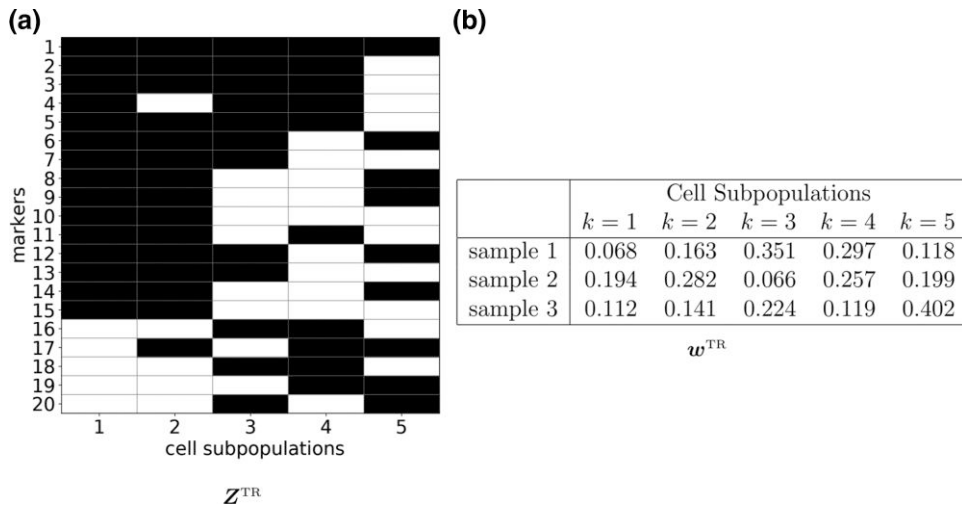 (a)
1
2
3
4
5
6
7
8
9
10
11
12
13
14
15
16
17
18
19
20
markers
1 2 3 4 5
cell subpopulations
Z^TR
(b)
Cell Subpopulations
k = 1 k = 2 k = 3 k = 4 k = 5
sample 1 0.068 0.163 0.351 0.297 0.118
sample 2 0.194 0.282 0.066 0.257 0.199
sample 3 0.112 0.141 0.224 0.119 0.402
w^TR